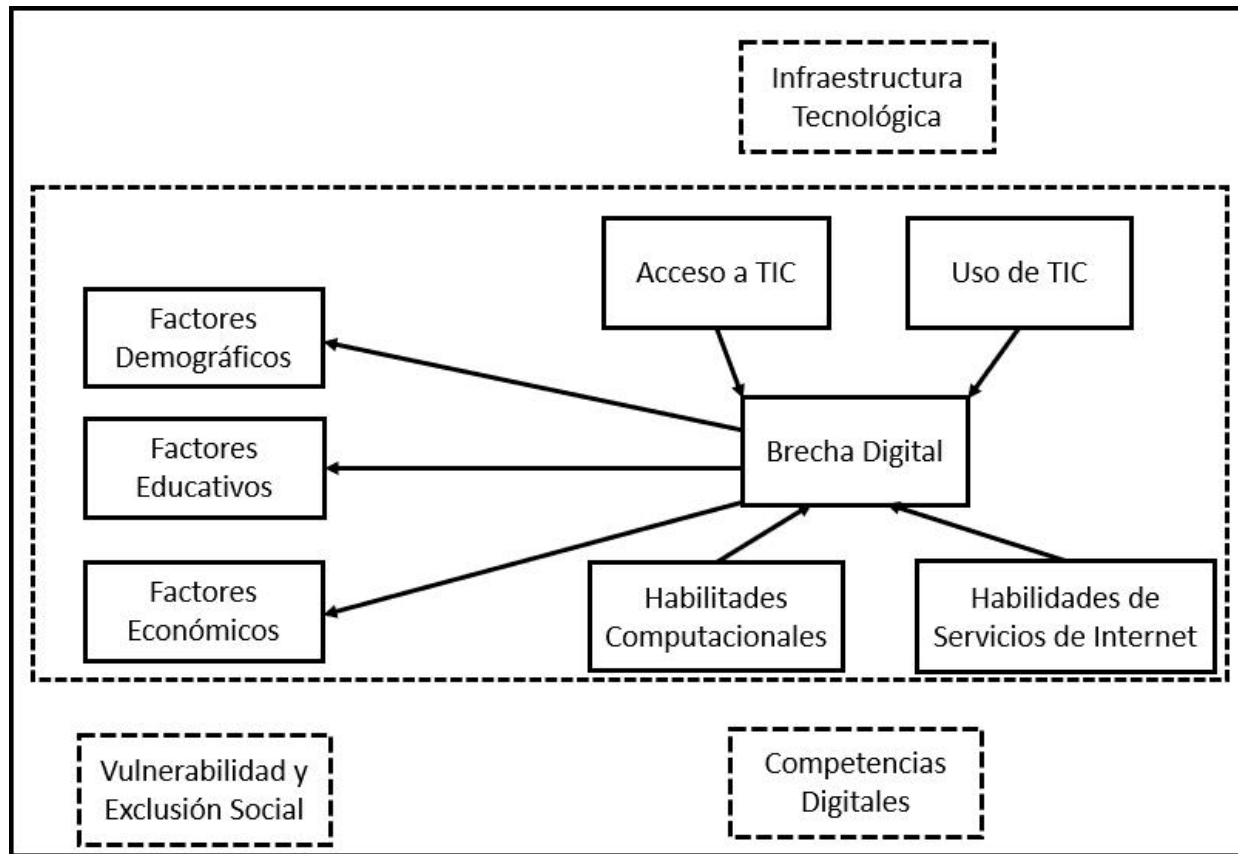 Infraestructura
Tecnológica
Acceso a TIC
Uso de TIC
Factores
Demográficos
Factores
Educativos
Brecha Digital
Factores
Económicos
Habilitades
Computacionales
Habilidades de
Servicios de Internet
Vulnerabilidad y
Exclusión Social
Competencias
Digitales